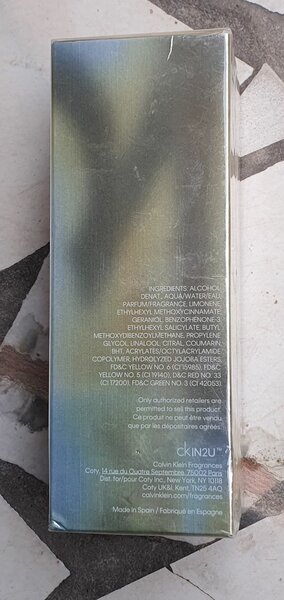 INGREDIENTS: ALCOHOL
DENAT., AQUA/WATER/EAU,
PARFUM/FRAGRANCE, LIMONENE,
ETHYLHEXYL METHOXYCINNAMATE,
GERANIOL, BENZOPHENONE-3,
ETHYLHEXYL SALICYLATE, BUTYL
METHOXYDIBENZOYLMETHANE, PROPYLENE
GLYCOL, LINALOOL, CITRAL, COUMARIN,
BHT, ACRYLATES/OCTYLACRYLAMIDE
COPOLYMER, HYDROLYZED JOJOBA ESTERS,
FD&C YELLOW NO. 6 (CI 15985), FD&C
YELLOW NO. 5 (CI 19140), D&C RED NO. 33
(CI 17200), FD&C GREEN NO. 3 (CI 42053).
Only authorized retailers are
permitted to sell this product.
Ce produit ne peut être vendu
que par les dépositaires agréés.
ckIN2U™
Calvin Klein Fragrances
Coty, 14 rue du Quatre Septembre, 75002 Paris
Dist. for/pour Coty Inc., New York, NY 10118
Coty UK&I, Kent, TN25 4AQ
calvinklein.com/fragrances
Made in Spain / Fabriqué en Espagne